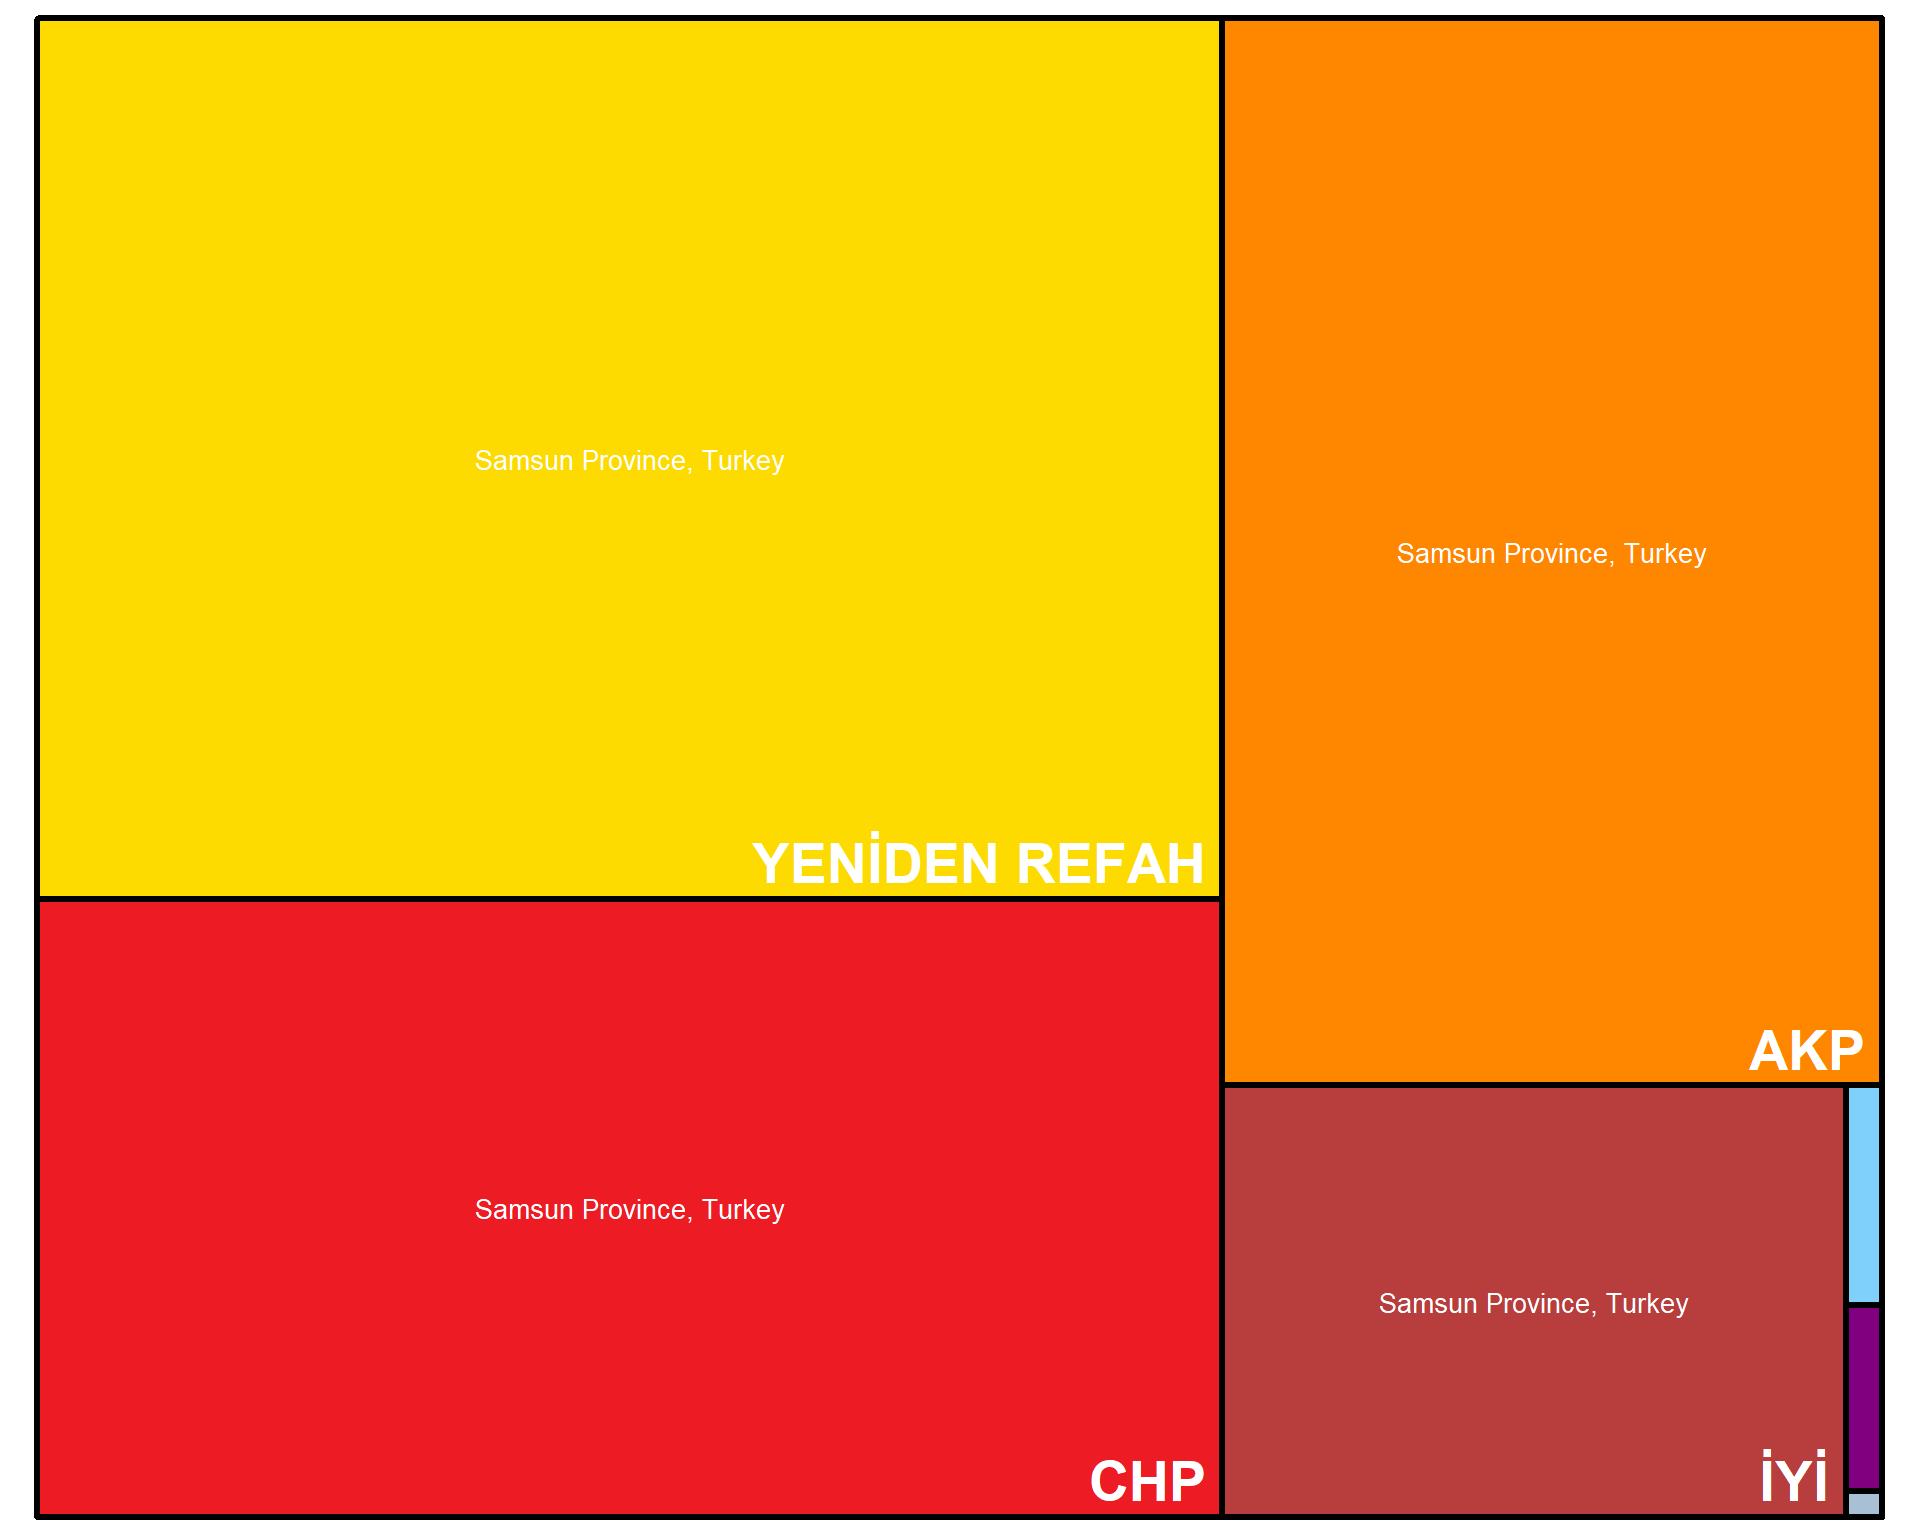 Samsun Province, Turkey
YENİDEN REFAH
Samsun Province, Turkey
AKP
Samsun Province, Turkey
CHP
Samsun Province, Turkey
İYİ